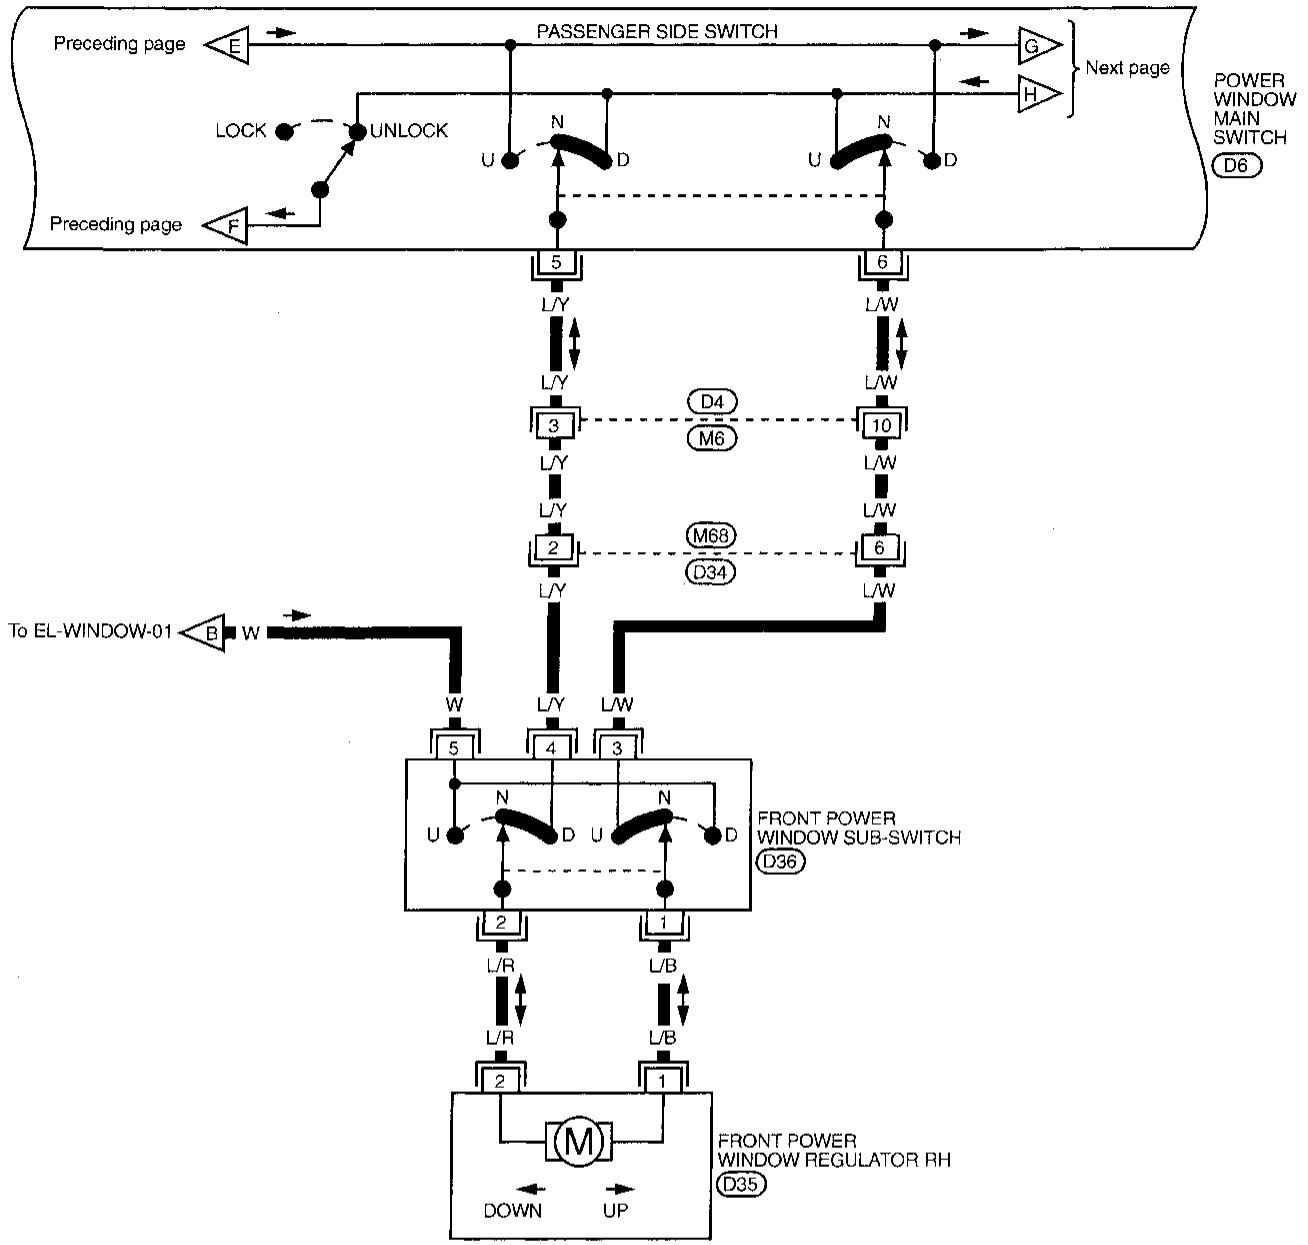 PASSENGER SIDE SWITCH
Preceding page
E
G
H
Next page
POWER
WINDOW
MAIN
SWITCH
D6
LOCK
UNLOCK
N
U
D
N
U
D
Preceding page
F
5
6
L/Y
L/W
L/Y
L/W
D4
3
10
M6
L/Y
L/W
L/Y
L/W
M68
2
6
D34
L/Y
L/W
To EL-WINDOW-01
B
W
W
L/Y
L/W
5
4
3
N
N
U
D
U
D
FRONT POWER
WINDOW SUB-SWITCH
D36
2
1
L/R
L/B
L/R
L/B
2
1
M
FRONT POWER
WINDOW REGULATOR RH
D35
DOWN
UP